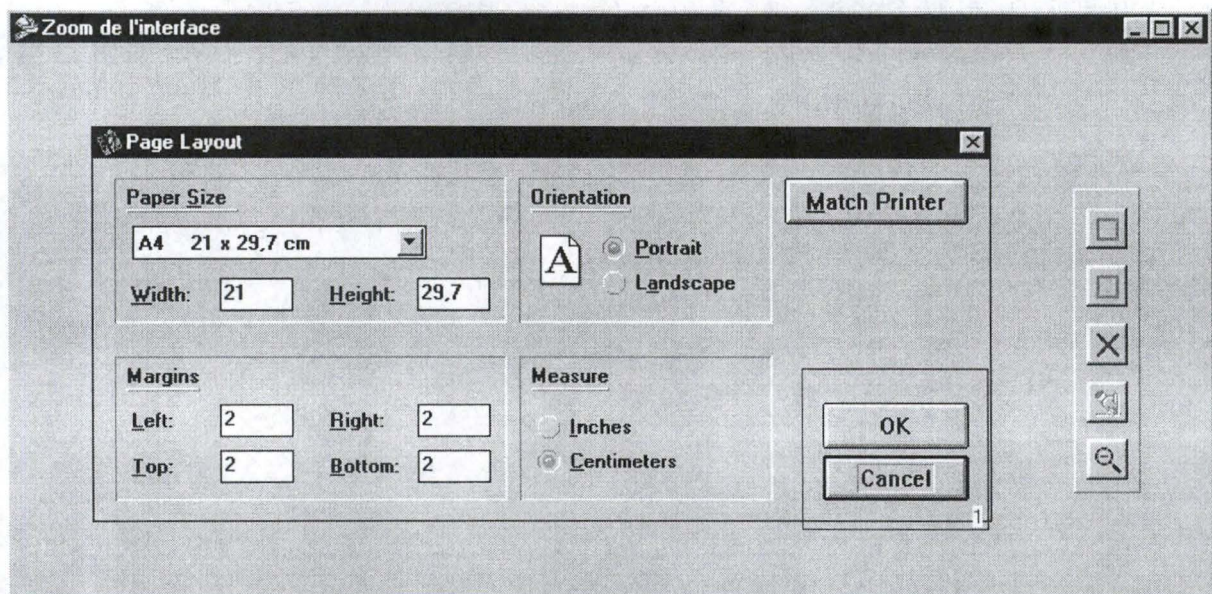 Zoom de l'interface
Page Layout
Paper Size
A4 21 x 29,7 cm
Width: 21 Height: 29,7
Orientation
A
Portrait
Landscape
Match Printer
Margins
Left: 2 Right: 2
Top: 2 Bottom: 2
Measure
Inches
Centimeters
OK
Cancel
1